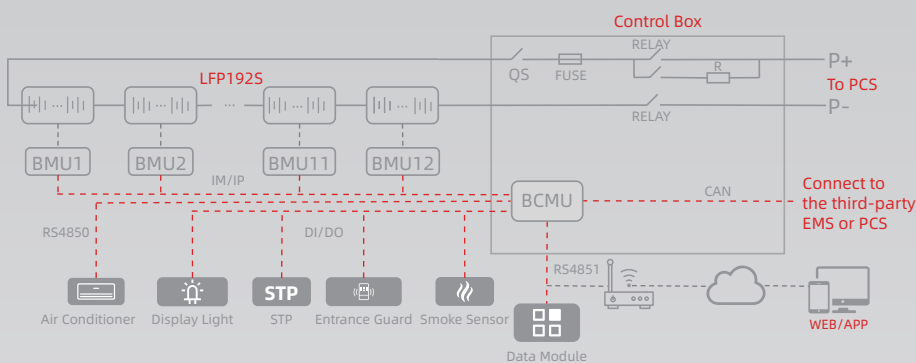 Control Box
RELAY
QS
FUSE
R
P+
LFP192S
To PCS
...
RELAY
P-
BMU1
BMU2
BMU11
BMU12
IM/IP
BCMU
CAN
Connect to
the third-party
EMS or PCS
RS4850
DI/DO
RS4851
STP
Air Conditioner
Display Light
STP
Entrance Guard
Smoke Sensor
WEB/APP
Data Module